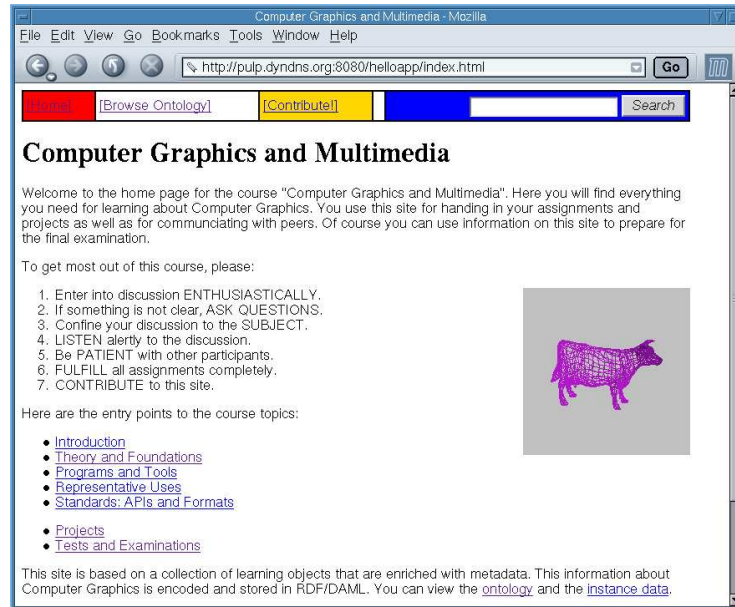 Computer Graphics and Multimedia - Mozilla
File Edit View Go Bookmarks Tools Window Help
http://pulp.dyndns.org:8080/helloapp/index.html Go
[Home] [Browse Ontology] [Contribute!] Search
Computer Graphics and Multimedia
Welcome to the home page for the course "Computer Graphics and Multimedia". Here you will find everything
you need for learning about Computer Graphics. You use this site for handing in your assignments and
projects as well as for communciating with peers. Of course you can use information on this site to prepare for
the final examination.
To get most out of this course, please:
1. Enter into discussion ENTHUSIASTICALLY.
2. If something is not clear, ASK QUESTIONS.
3. Confine your discussion to the SUBJECT.
4. LISTEN alertly to the discussion.
5. Be PATIENT with other participants.
6. FULFILL all assignments completely.
7. CONTRIBUTE to this site.
Here are the entry points to the course topics:
• Introduction
• Theory and Foundations
• Programs and Tools
• Representative Uses
• Standards: APIs and Formats
• Projects
• Tests and Examinations
This site is based on a collection of learning objects that are enriched with metadata. This information about
Computer Graphics is encoded and stored in RDF/DAML. You can view the ontology and the instance data.